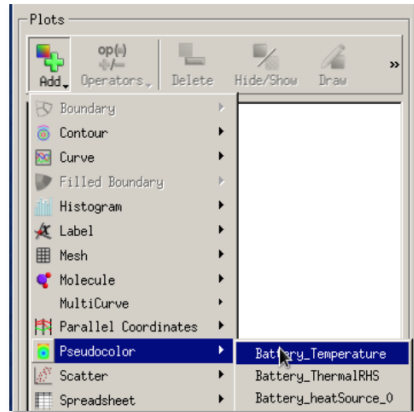 Plots
op(÷)
+/-
Add
Operators
Delete
Hide/Show
Draw
»
Boundary
Contour
Curve
Filled Boundary
Histogram
Label
Mesh
Molecule
MultiCurve
Parallel Coordinates
Pseudocolor
Battery_Temperature
Scatter
Battery_ThermalRHS
Spreadsheet
Battery_heatSource_0